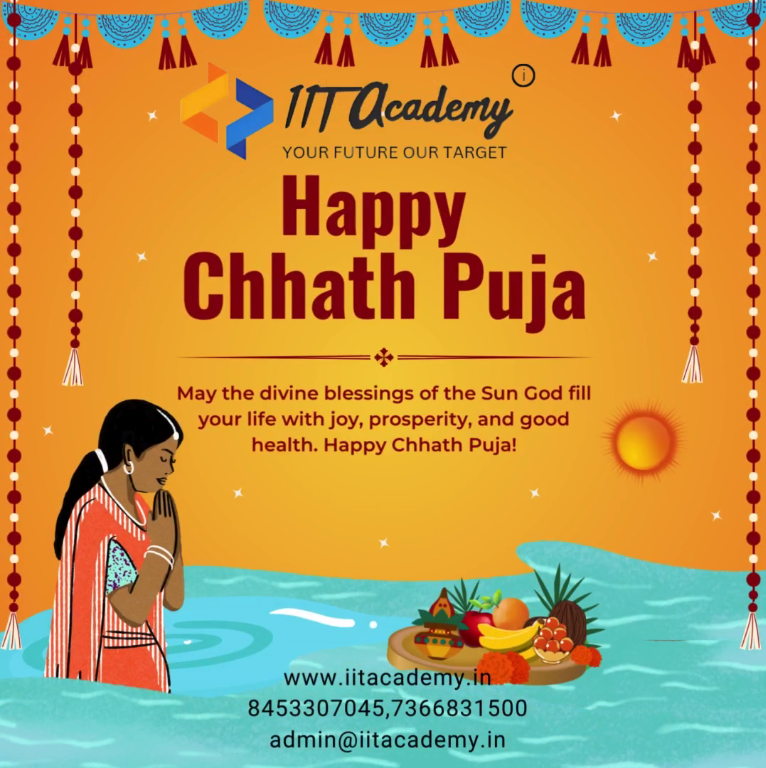 IIT Academy
i
YOUR FUTURE OUR TARGET
Happy
Chhath Puja
May the divine blessings of the Sun God fill
your life with joy, prosperity, and good
health. Happy Chhath Puja!
www.iitacademy.in
8453307045,7366831500
admin@iitacademy.in